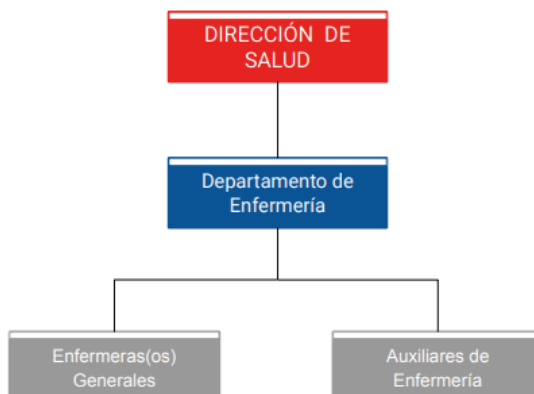 DIRECCIÓN DE
SALUD
Departamento de
Enfermería
Enfermeras(os)
Generales
Auxiliares de
Enfermería